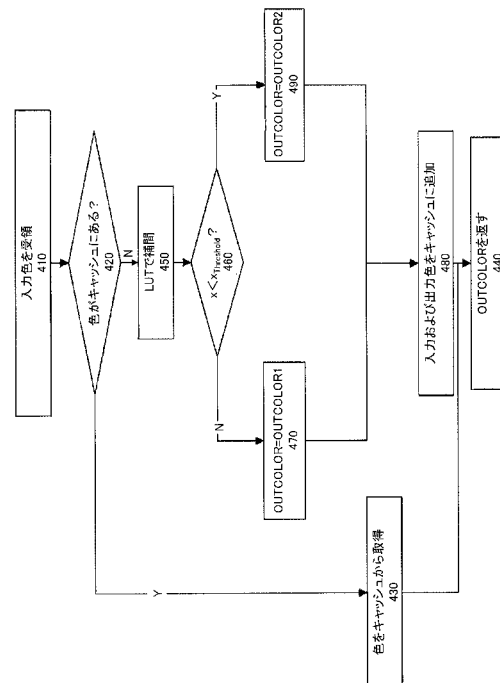 入力色を受領
410
色がキャッシュにある？
420
N
Y
LUTで補間
450
x＜xThreshold？
460
N
Y
OUTCOLOR=OUTCOLOR1
470
OUTCOLOR=OUTCOLOR2
490
色をキャッシュから取得
430
入力および出力色をキャッシュに追加
480
OUTCOLORを返す
440